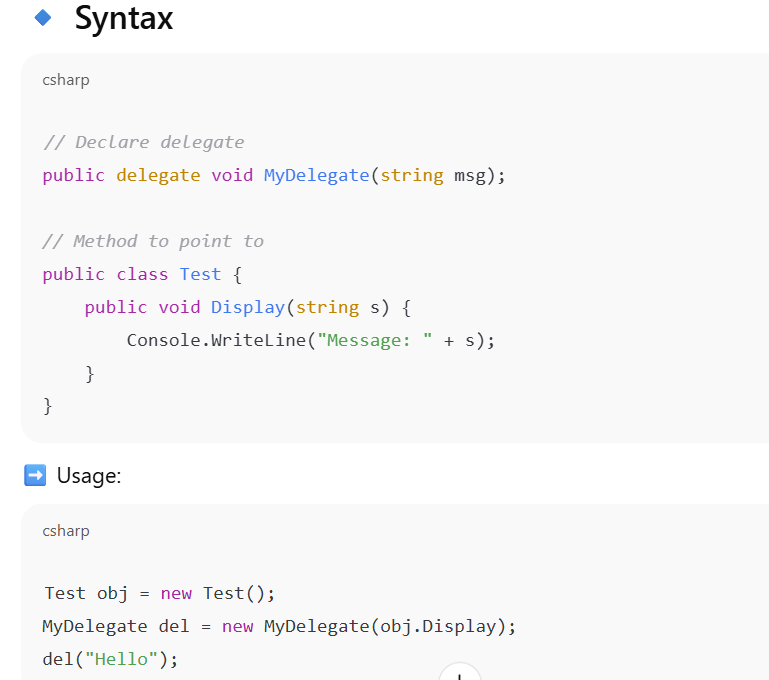 🔹 Syntax
csharp
// Declare delegate
public delegate void MyDelegate(string msg);
// Method to point to
public class Test {
    public void Display(string s) {
        Console.WriteLine("Message: " + s);
    }
}
➡️ Usage:
csharp
Test obj = new Test();
MyDelegate del = new MyDelegate(obj.Display);
del("Hello");